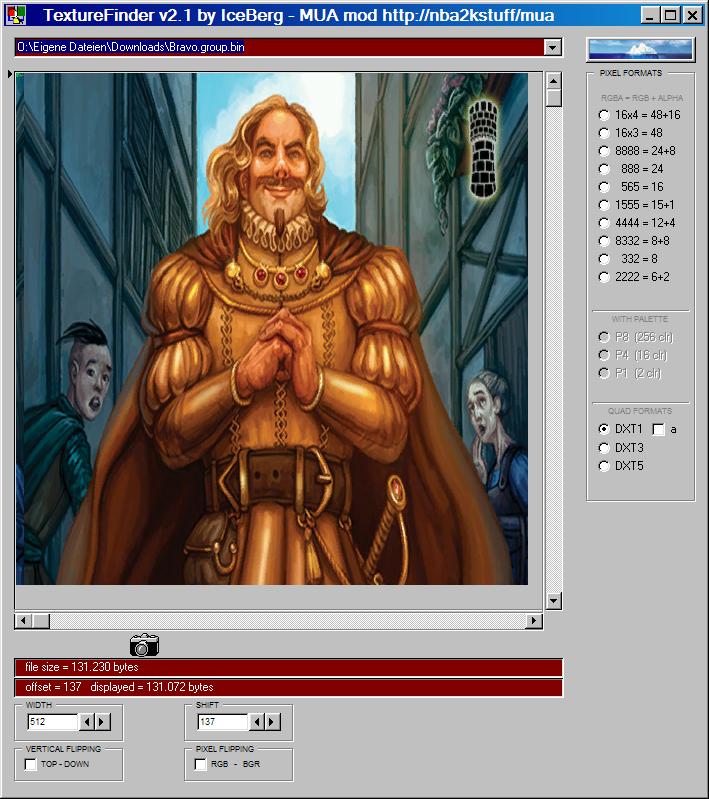 TextureFinder v2.1 by IceBerg - MUA mod http://nba2kstuff/mua
O:\Eigene Dateien\Downloads\Bravo.group.bin
PIXEL FORMATS
RGBA = RGB + ALPHA
16x4 = 48+16
16x3 = 48
8888 = 24+8
888 = 24
565 = 16
1555 = 15+1
4444 = 12+4
8332 = 8+8
332 = 8
2222 = 6+2
WITH PALETTE
P8 (256 clr)
P4 (16 clr)
P1 (2 clr)
QUAD FORMATS
DXT1 a
DXT3
DXT5
file size = 131.230 bytes
offset = 137 displayed = 131.072 bytes
WIDTH
512
SHIFT
137
VERTICAL FLIPPING
TOP - DOWN
PIXEL FLIPPING
RGB - BGR